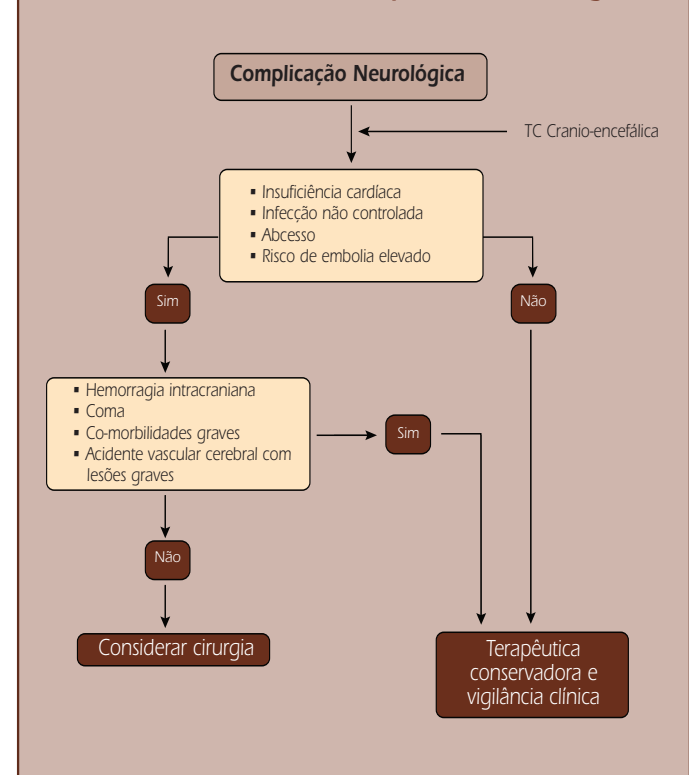 Complicação Neurológica
TC Cranio-encefálica
▪ Insuficiência cardíaca
▪ Infecção não controlada
▪ Abcesso
▪ Risco de embolia elevado
Sim
Não
▪ Hemorragia intracraniana
▪ Coma
▪ Co-morbilidades graves
▪ Acidente vascular cerebral com
lesões graves
Sim
Não
Considerar cirurgia
Terapêutica
conservadora e
vigilância clínica